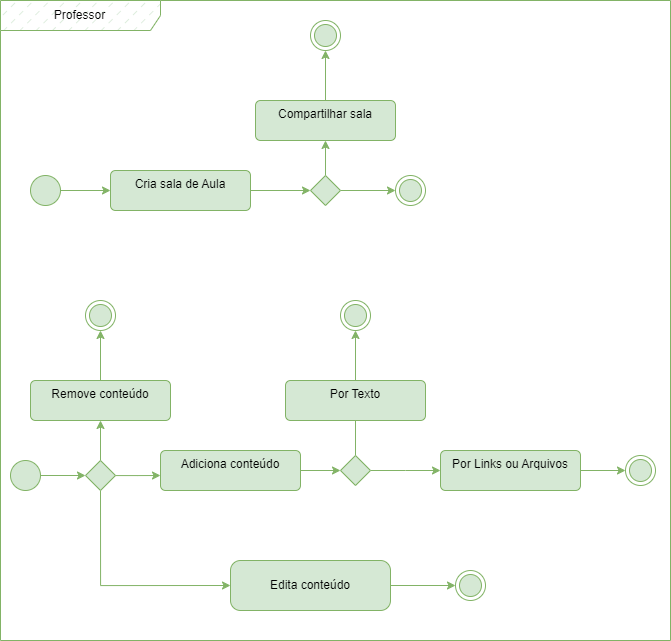 Professor
Compartilhar sala
Cria sala de Aula
Remove conteúdo
Por Texto
Adiciona conteúdo
Por Links ou Arquivos
Edita conteúdo